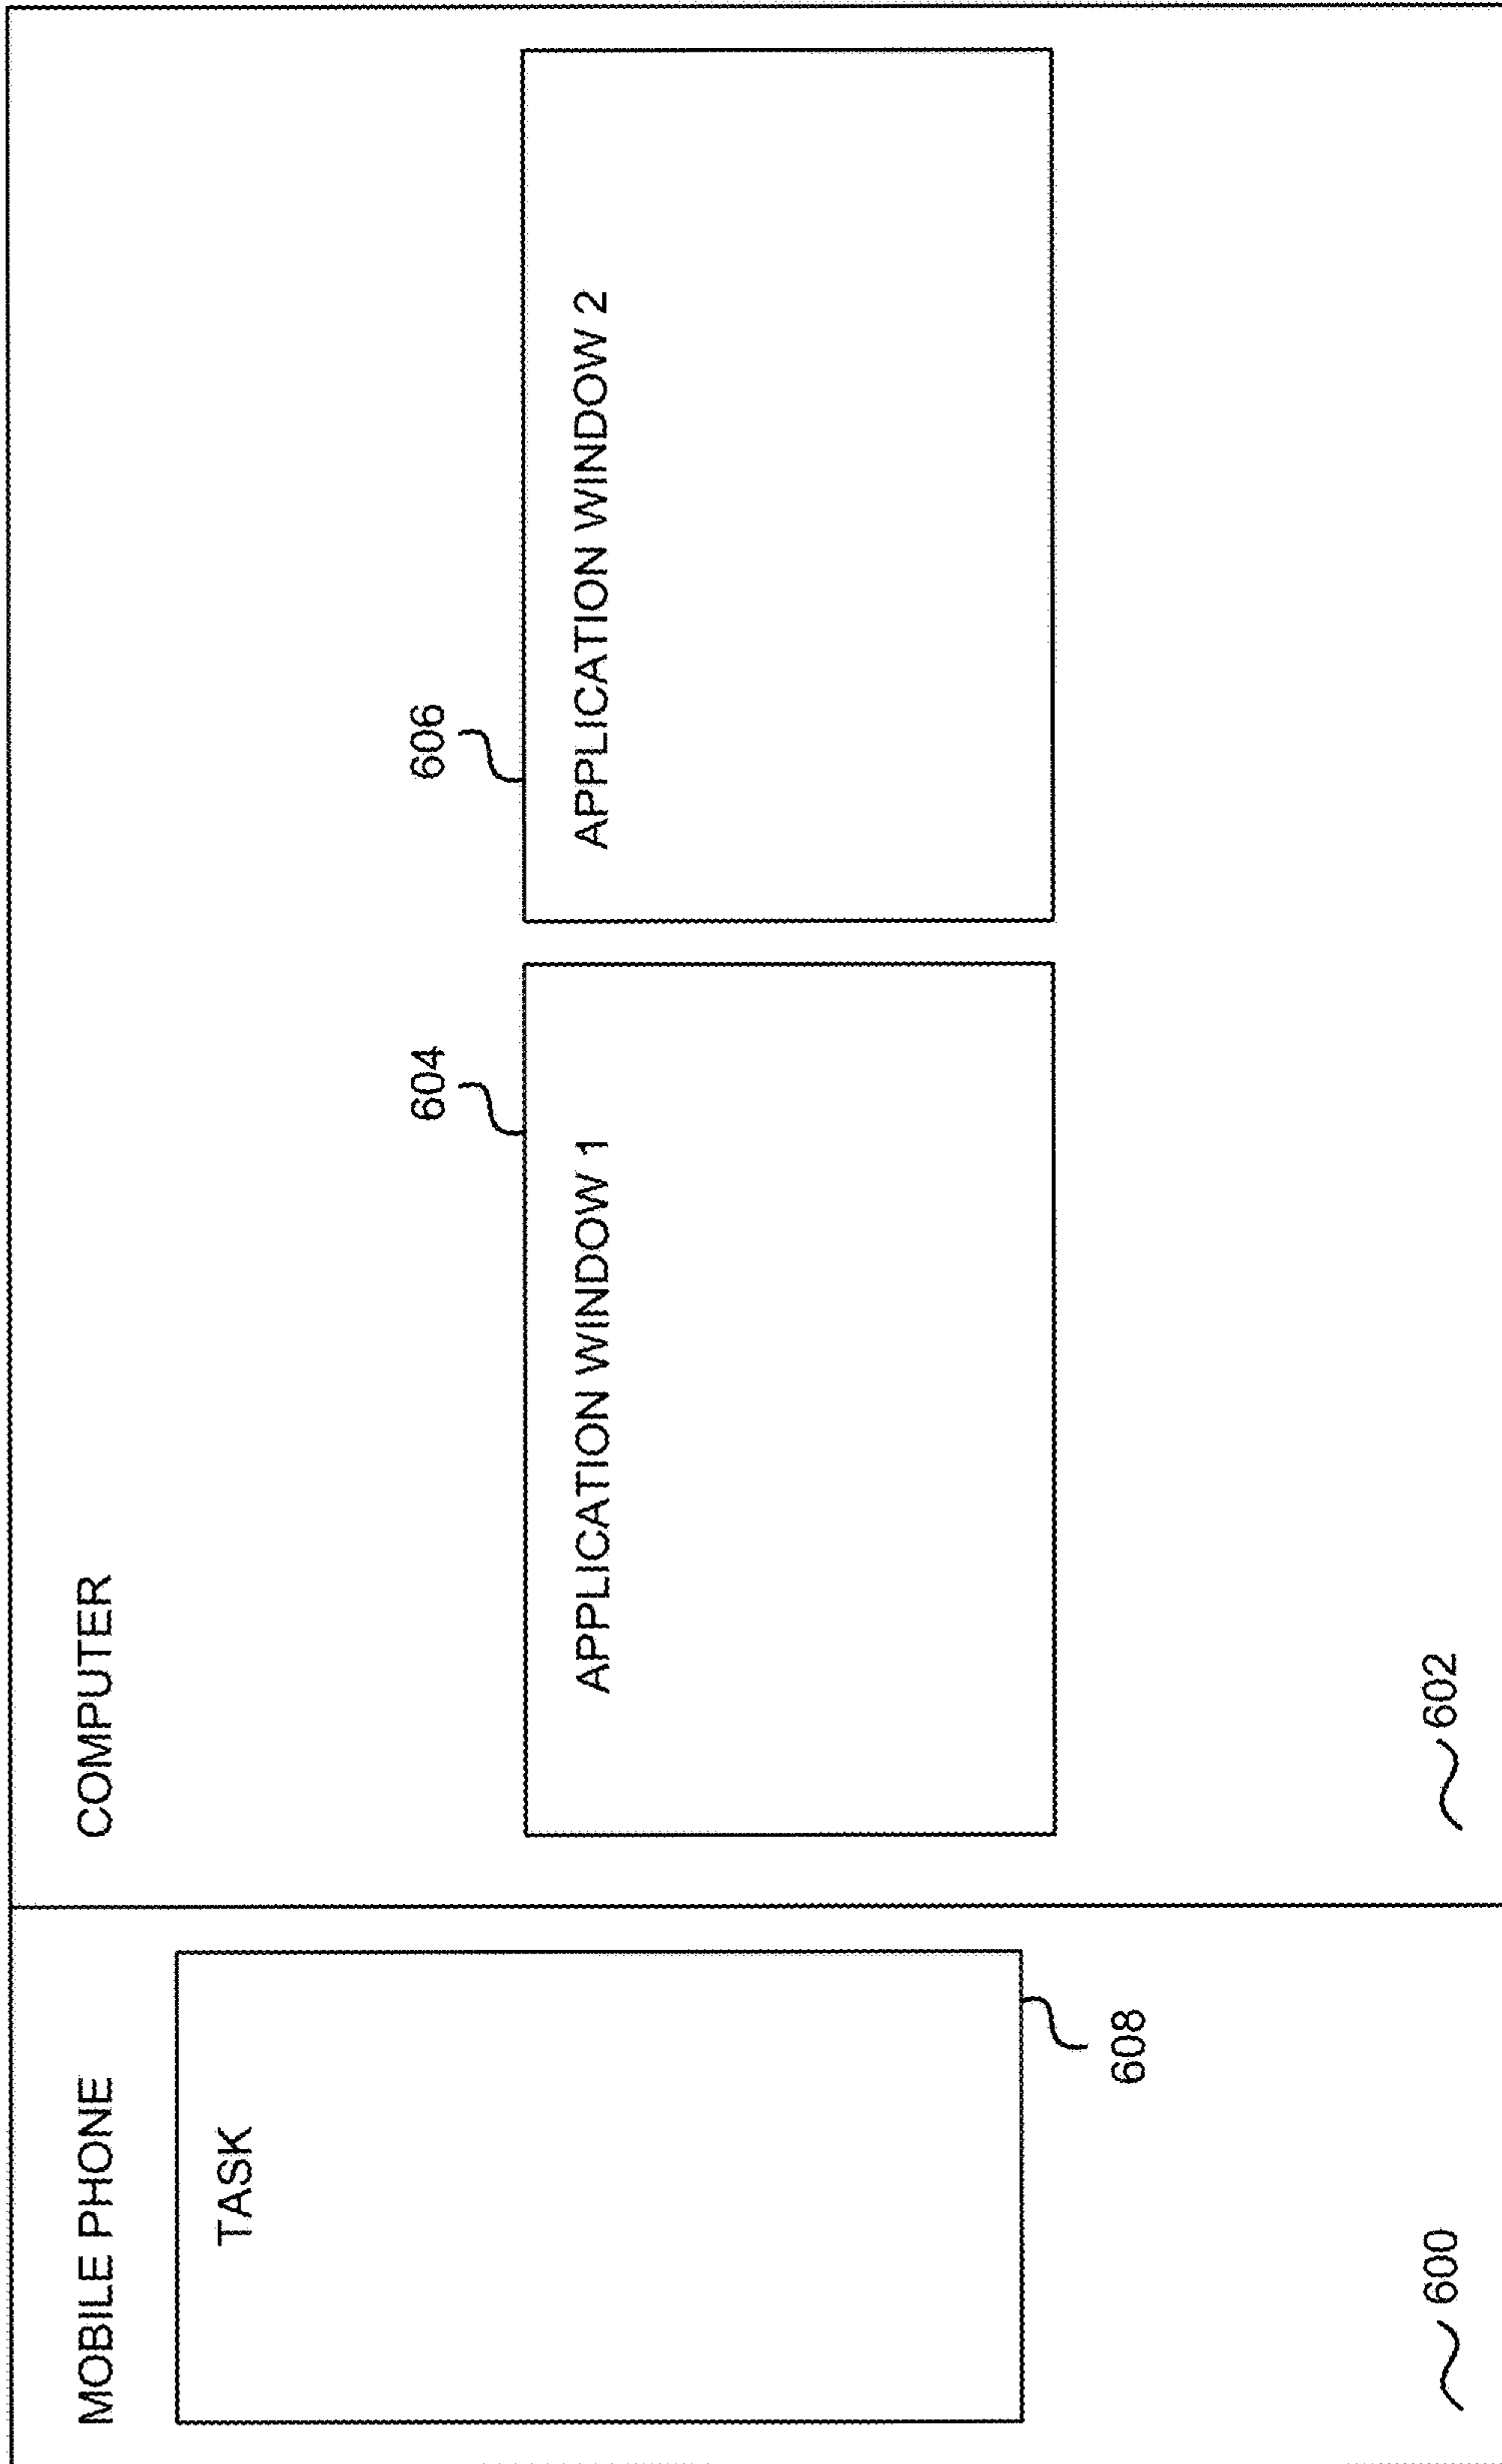 MOBILE PHONE
COMPUTER
TASK
604
606
APPLICATION WINDOW 1
APPLICATION WINDOW 2
608
600
602